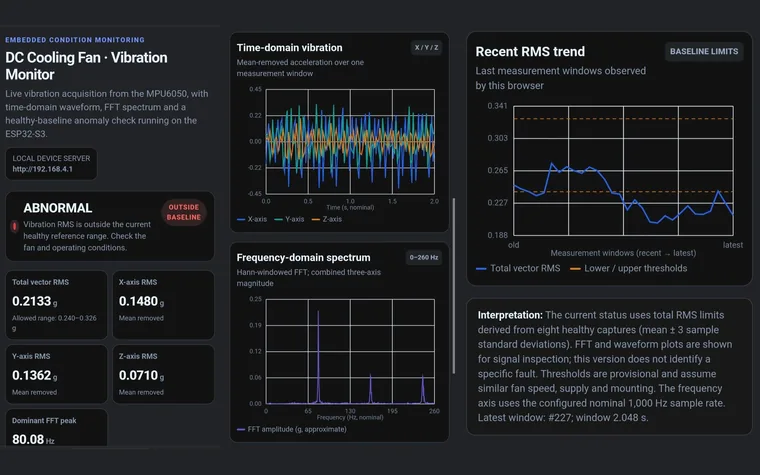 EMBEDDED CONDITION MONITORING
DC Cooling Fan · Vibration
Monitor
Live vibration acquisition from the MPU6050, with
time-domain waveform, FFT spectrum and a
healthy-baseline anomaly check running on the
ESP32-S3.
LOCAL DEVICE SERVER
http://192.168.4.1
ABNORMAL
OUTSIDE
BASELINE
Vibration RMS is outside the current
healthy reference range. Check the
fan and operating conditions.
Total vector RMS
0.2133 g
Allowed range: 0.240–0.326
g
X-axis RMS
0.1480 g
Mean removed
Y-axis RMS
0.1362 g
Mean removed
Z-axis RMS
0.0710 g
Mean removed
Dominant FFT peak
80.08 Hz
Time-domain vibration
X / Y / Z
Mean-removed acceleration over one
measurement window
0.45
0.22
0.00
-0.22
-0.45
0.0 0.5 1.0 1.5 2.0
Time (s, nominal)
X-axis Y-axis Z-axis
Frequency-domain spectrum
0–260 Hz
Hann-windowed FFT; combined three-axis
magnitude
0.25
0.19
0.12
0.06
0.00
0 65 130 195 260
Frequency (Hz, nominal)
FFT amplitude (g, approximate)
Recent RMS trend
BASELINE LIMITS
Last measurement windows observed
by this browser
0.341
0.303
0.265
0.227
0.188
old latest
Measurement windows (recent → latest)
Total vector RMS Lower / upper thresholds
Interpretation: The current status uses total RMS limits
derived from eight healthy captures (mean ± 3 sample
standard deviations). FFT and waveform plots are shown
for signal inspection; this version does not identify a
specific fault. Thresholds are provisional and assume
similar fan speed, supply and mounting. The frequency
axis uses the configured nominal 1,000 Hz sample rate.
Latest window: #227; window 2.048 s.